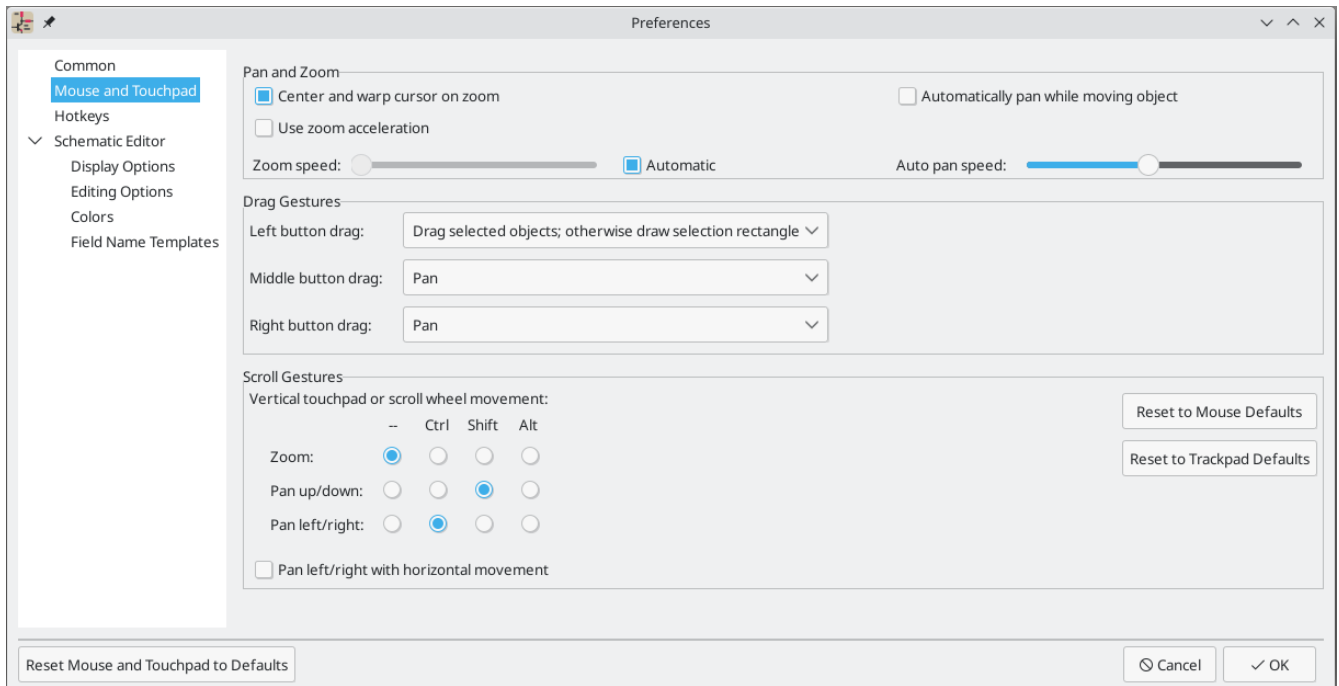 Preferences
Common
Mouse and Touchpad
Hotkeys
Schematic Editor
Display Options
Editing Options
Colors
Field Name Templates
Pan and Zoom
Center and warp cursor on zoom
Automatically pan while moving object
Use zoom acceleration
Zoom speed:
Automatic
Auto pan speed:
Drag Gestures
Left button drag:
Drag selected objects; otherwise draw selection rectangle
Middle button drag:
Pan
Right button drag:
Pan
Scroll Gestures
Vertical touchpad or scroll wheel movement:
-- Ctrl Shift Alt
Zoom:
Pan up/down:
Pan left/right:
Pan left/right with horizontal movement
Reset to Mouse Defaults
Reset to Trackpad Defaults
Reset Mouse and Touchpad to Defaults
Cancel
OK